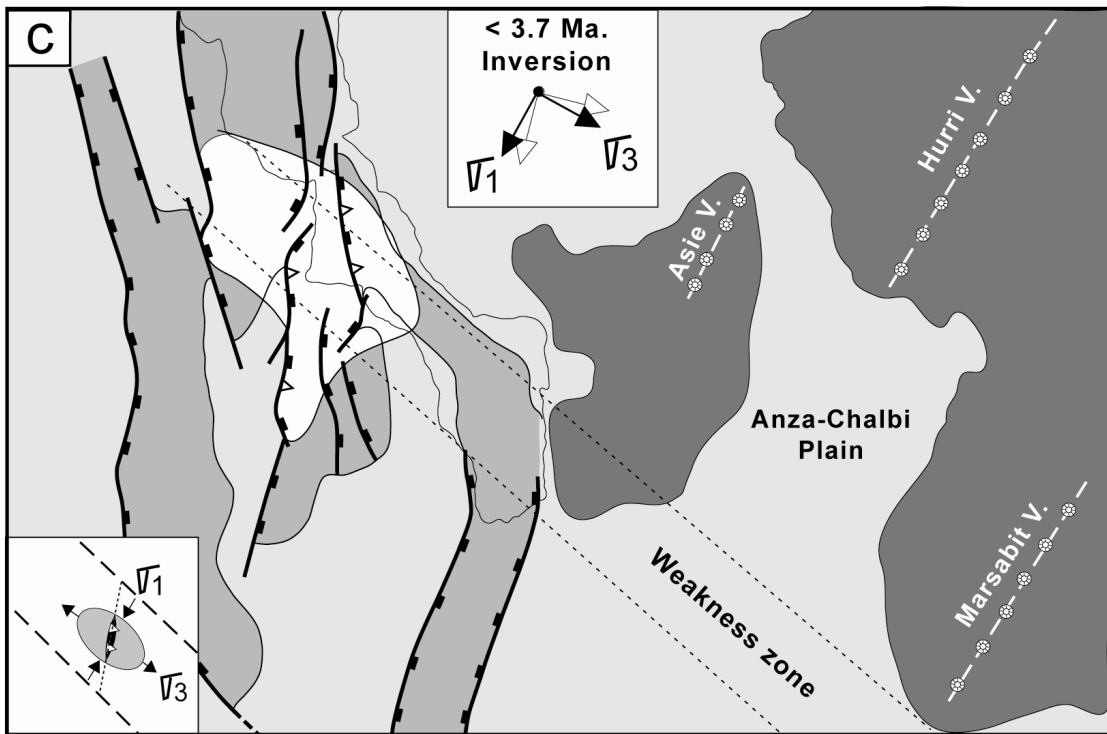 C
< 3.7 Ma.
Inversion
σ1
σ3
Hurri V.
Asie V.
Anza-Chalbi
Plain
Weakness zone
Marsabit V.
σ1
σ3